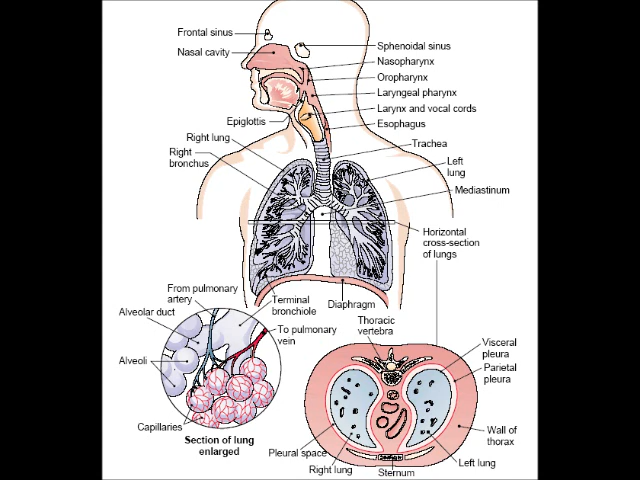 Frontal sinus
Nasal cavity
Sphenoidal sinus
Nasopharynx
Oropharynx
Laryngeal pharynx
Larynx and vocal cords
Epiglottis
Esophagus
Right lung
Trachea
Right
bronchus
Left
lung
Mediastinum
Horizontal
cross-section
of lungs
From pulmonary
artery
Terminal
bronchiole
Diaphragm
Alveolar duct
To pulmonary
vein
Thoracic
vertebra
Alveoli
Visceral
pleura
Parietal
pleura
Capillaries
Section of lung
enlarged
Wall of
thorax
Pleural space
Right lung
Sternum
Left lung